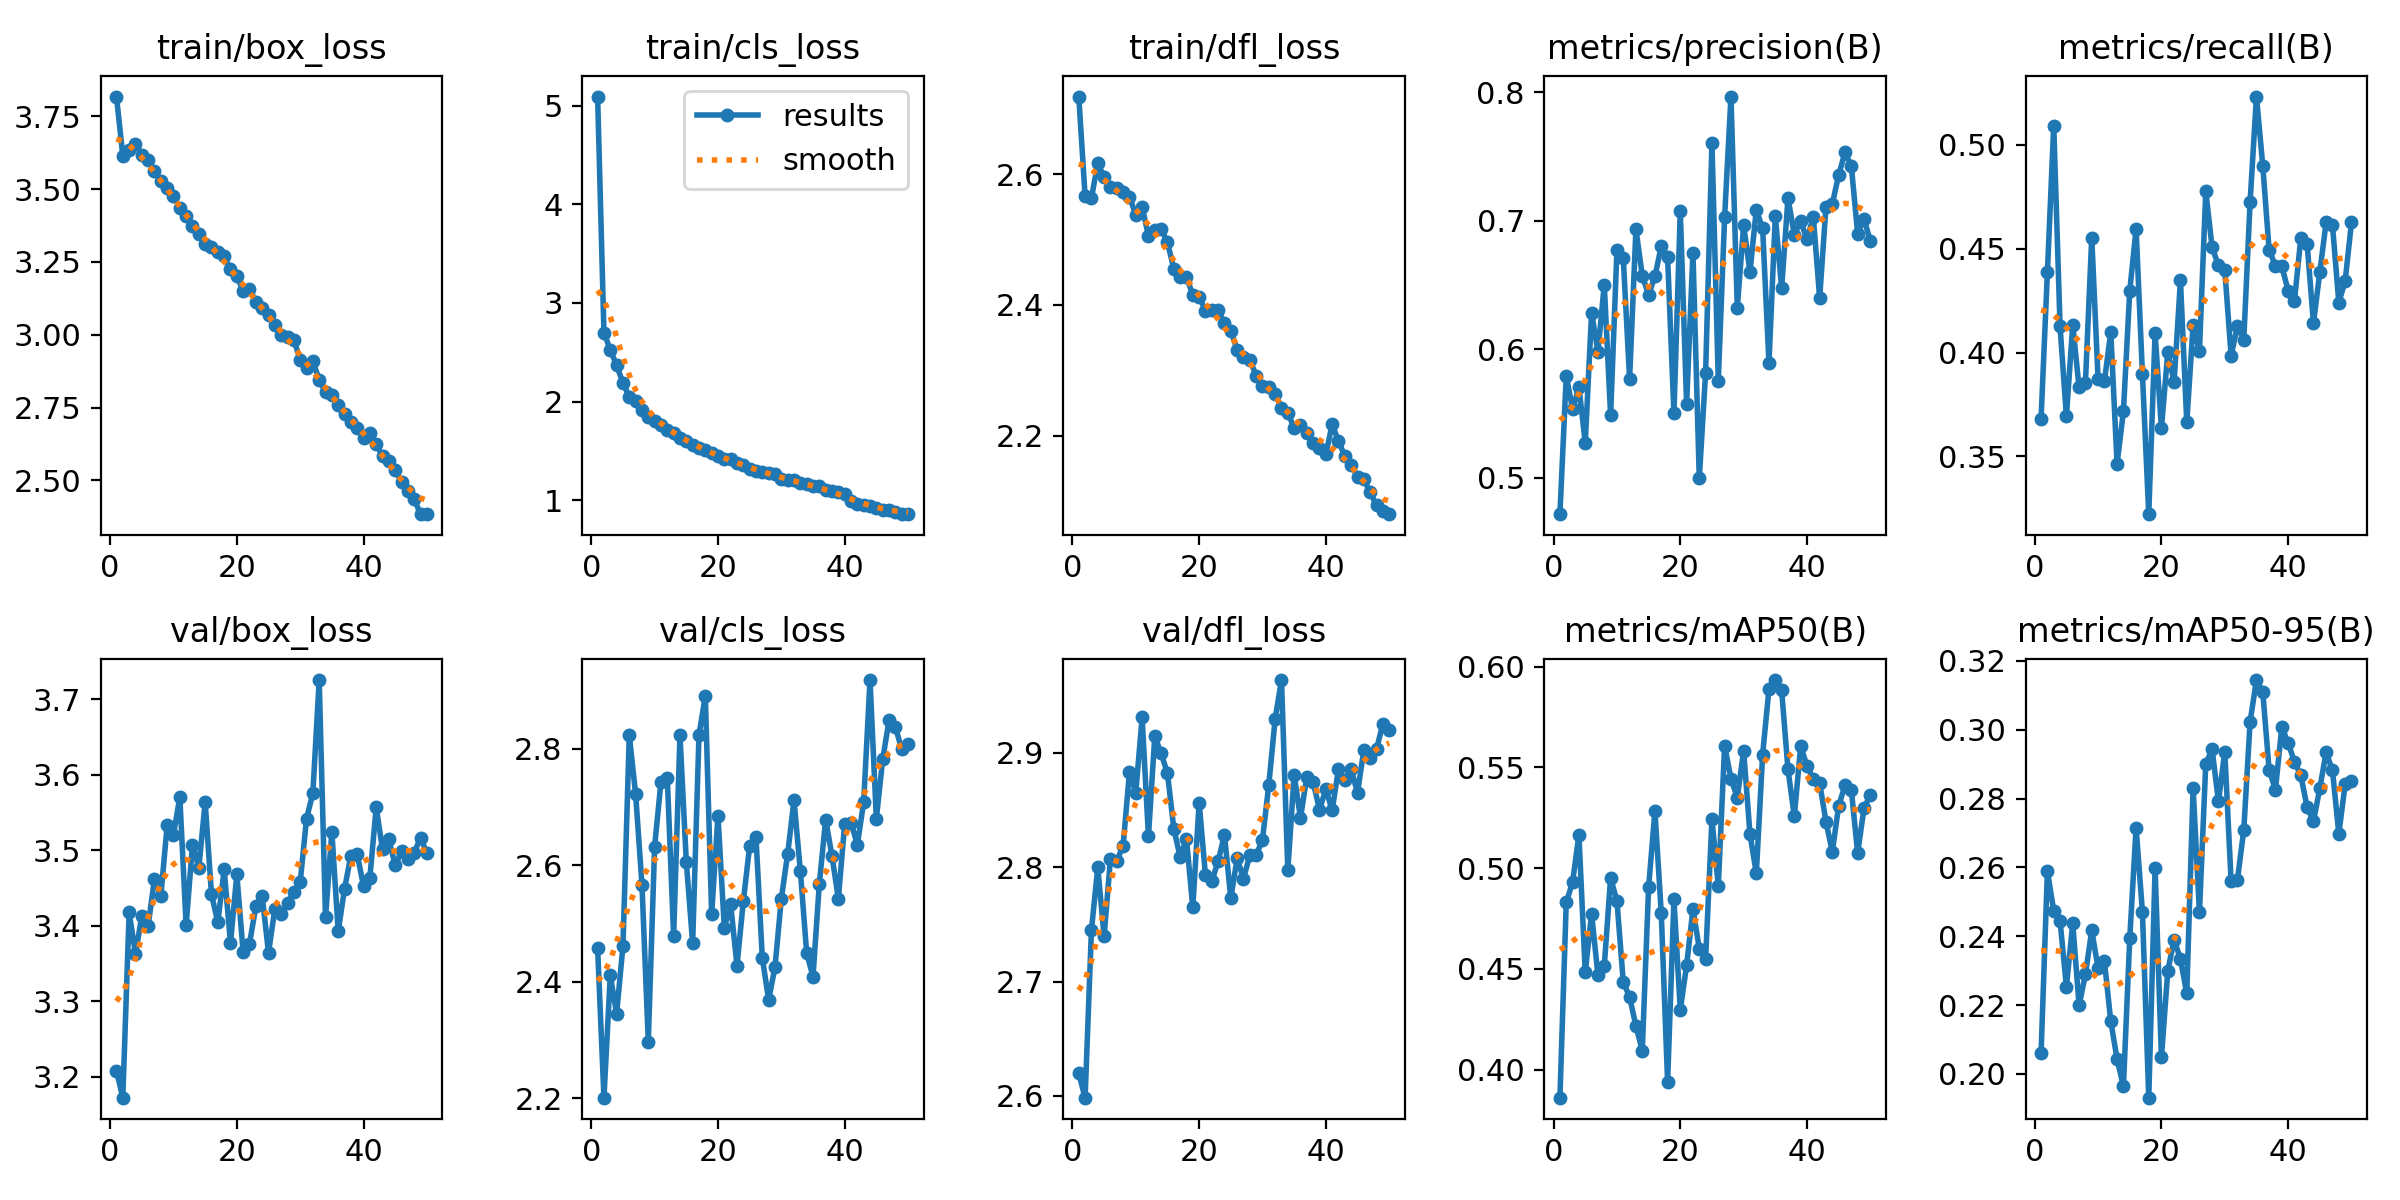 train/box_loss
3.75
3.50
3.25
3.00
2.75
2.50
0 20 40
train/cls_loss
results
smooth
5
4
3
2
1
0 20 40
train/dfl_loss
2.6
2.4
2.2
0 20 40
metrics/precision(B)
0.8
0.7
0.6
0.5
0 20 40
metrics/recall(B)
0.50
0.45
0.40
0.35
0 20 40
val/box_loss
3.7
3.6
3.5
3.4
3.3
3.2
0 20 40
val/cls_loss
2.8
2.6
2.4
2.2
0 20 40
val/dfl_loss
2.9
2.8
2.7
2.6
0 20 40
metrics/mAP50(B)
0.60
0.55
0.50
0.45
0.40
0 20 40
metrics/mAP50-95(B)
0.32
0.30
0.28
0.26
0.24
0.22
0.20
0 20 40